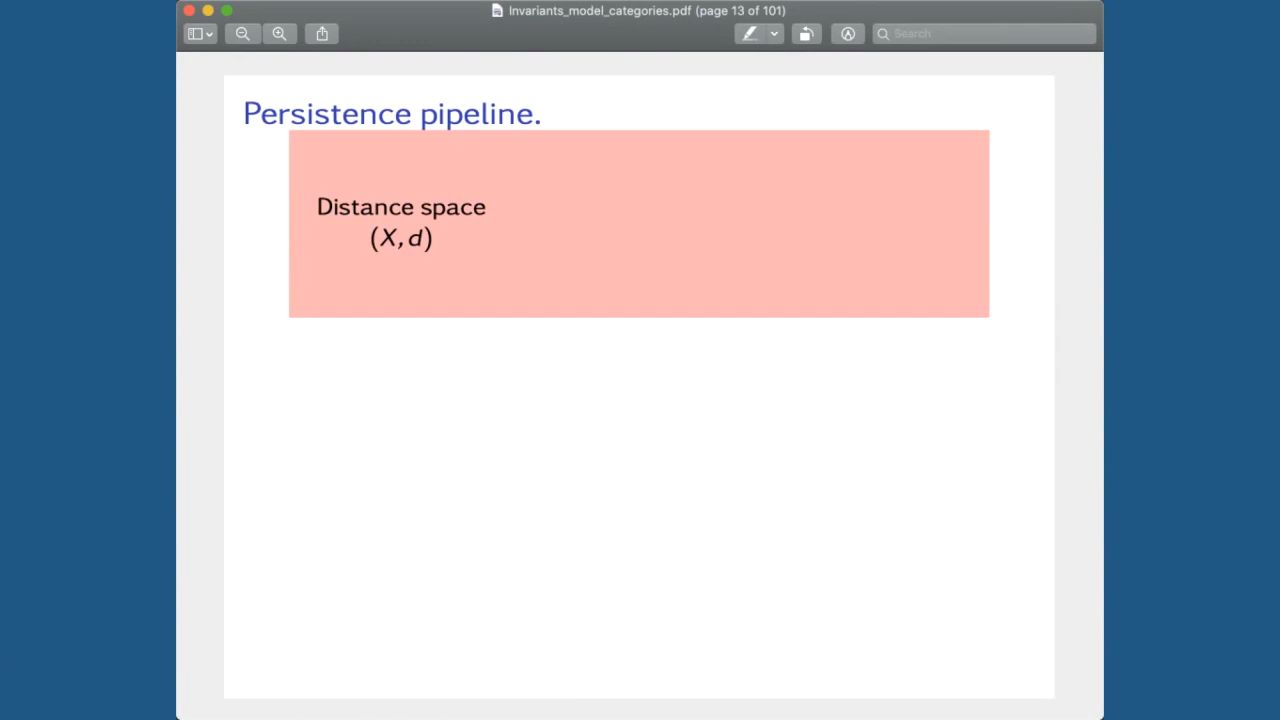 Invariants_model_categories.pdf (page 13 of 101)
Search
Persistence pipeline.
Distance space
(X, d)